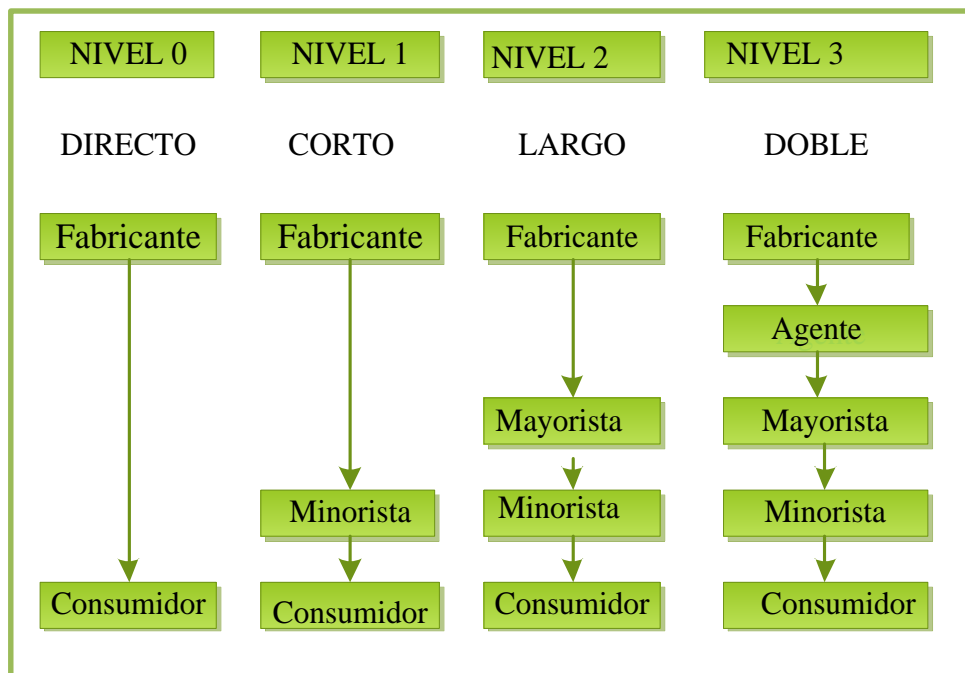 NIVEL 0
NIVEL 1
NIVEL 2
NIVEL 3
DIRECTO
CORTO
LARGO
DOBLE
Fabricante
Fabricante
Fabricante
Fabricante
Agente
Mayorista
Mayorista
Minorista
Minorista
Minorista
Consumidor
Consumidor
Consumidor
Consumidor